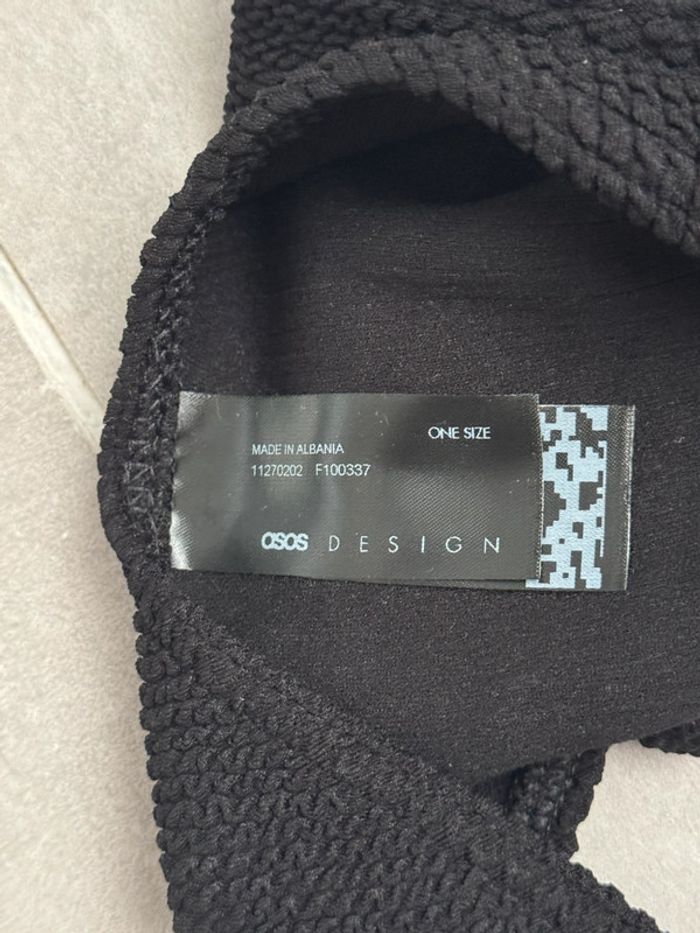 ONE SIZE
MADE IN ALBANIA
11270202 F100337
asos DESIGN